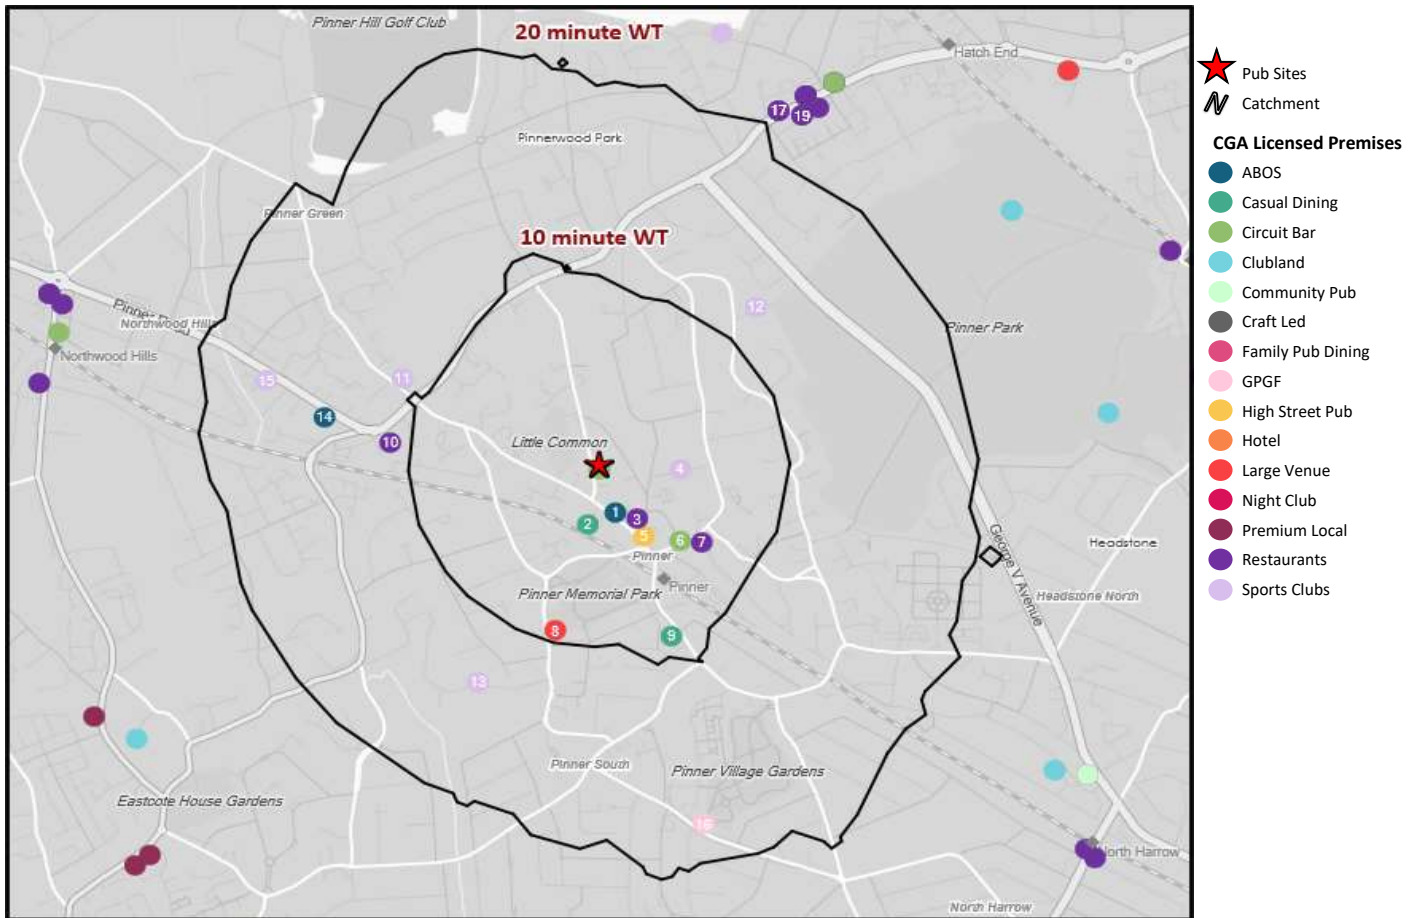 Pinner Hill Golf Club
20 minute WT
Hatch End
17
19
Pinnerwood Park
Pinner Green
10 minute WT
12
Pinner Park
Northwood Hills
Northwood Hills
15
11
14
10
Little Common
4
1
2
3
5
6
7
Pinner
Pinner
George V Avenue
Headstone
Headstone North
Pinner Memorial Park
8
9
13
Pinner South
Pinner Village Gardens
Eastcote House Gardens
16
North Harrow
North Harrow
Pub Sites
Catchment
CGA Licensed Premises
ABOS
Casual Dining
Circuit Bar
Clubland
Community Pub
Craft Led
Family Pub Dining
GPGF
High Street Pub
Hotel
Large Venue
Night Club
Premium Local
Restaurants
Sports Clubs